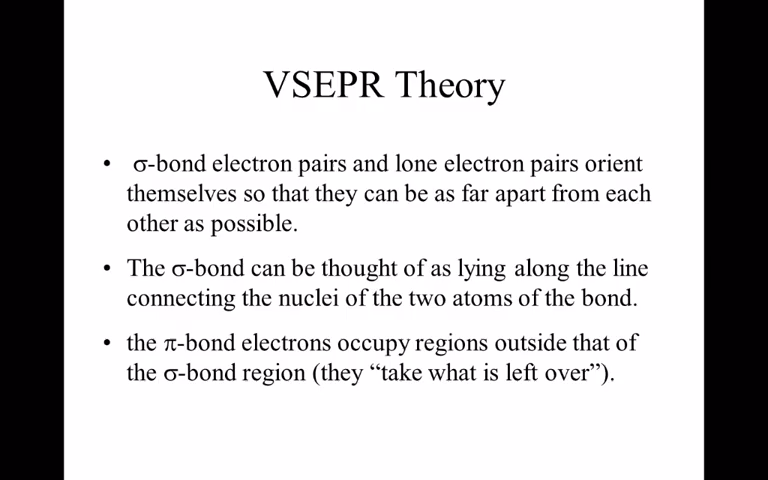 VSEPR Theory
• σ-bond electron pairs and lone electron pairs orient
themselves so that they can be as far apart from each
other as possible.
• The σ-bond can be thought of as lying along the line
connecting the nuclei of the two atoms of the bond.
• the π-bond electrons occupy regions outside that of
the σ-bond region (they “take what is left over”).